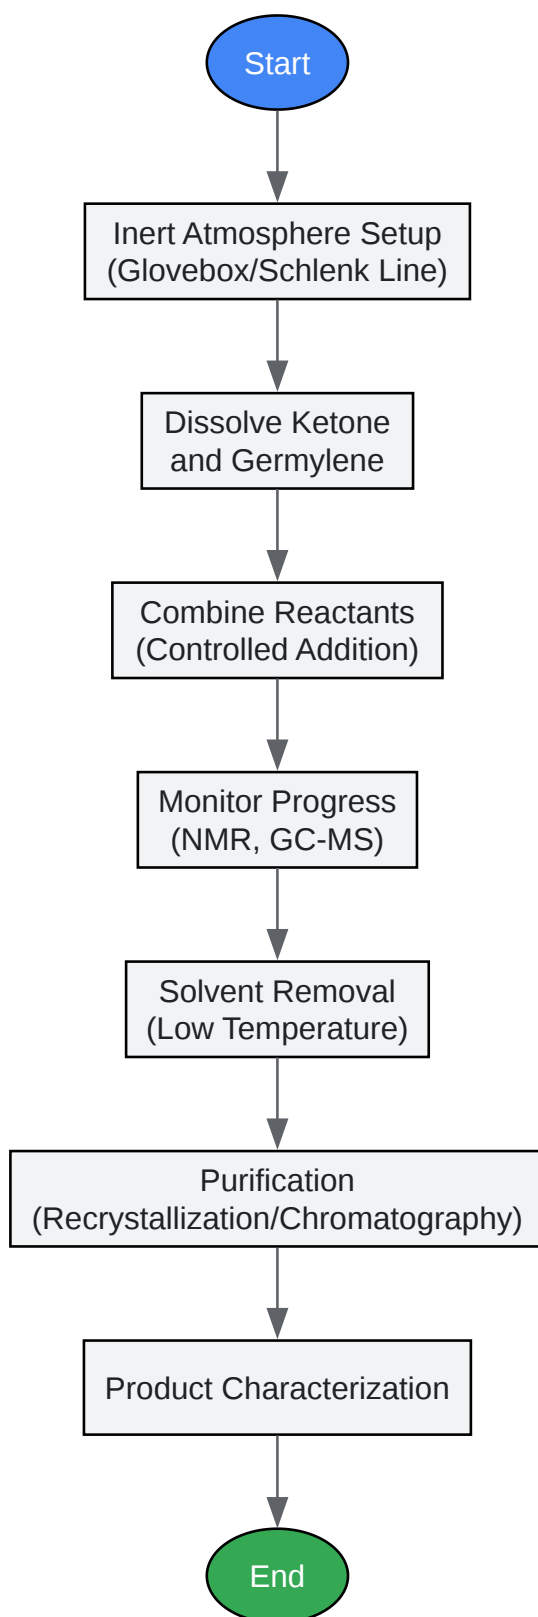 Start
Inert Atmosphere Setup
(Glovebox/Schlenk Line)
Dissolve Ketone
and Germylene
Combine Reactants
(Controlled Addition)
Monitor Progress
(NMR, GC-MS)
Solvent Removal
(Low Temperature)
Purification
(Recrystallization/Chromatography)
Product Characterization
End